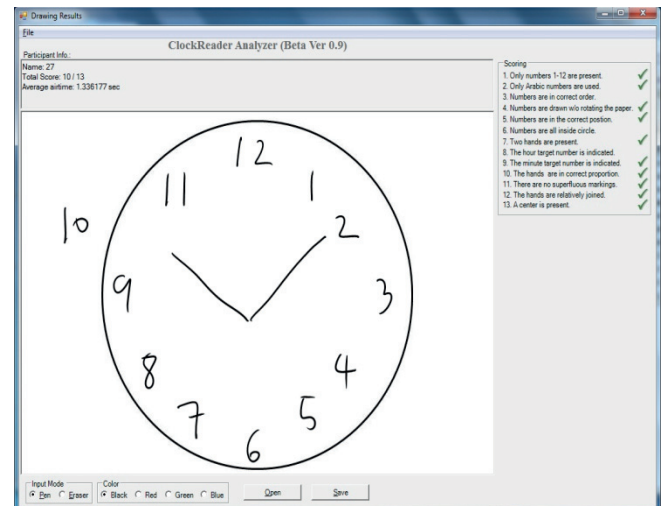 Drawing Results
File
ClockReader Analyzer (Beta Ver 0.9)
Participant Info.:
Name: 27
Total Score: 10 / 13
Average airtime: 1.336177 sec
Scoring
1. Only numbers 1-12 are present.
2. Only Arabic numbers are used.
3. Numbers are in correct order.
4. Numbers are drawn w/o rotating the paper.
5. Numbers are in the correct postion.
6. Numbers are all inside circle.
7. Two hands are present.
8. The hour target number is indicated.
9. The minute target number is indicated.
10. The hands are in correct proportion.
11. There are no superfluous markings.
12. The hands are relatively joined.
13. A center is present.
12
11 1
10 2
9 3
8 4
7 5
6
Input Mode Color
Pen Eraser Black Red Green Blue Open Save